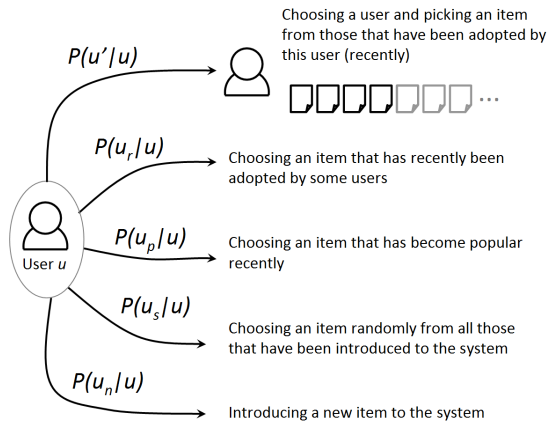 Choosing a user and picking an item
from those that have been adopted by
this user (recently)
P(u'|u)
...
P(u_r|u)
Choosing an item that has recently been
adopted by some users
P(u_p|u)
Choosing an item that has become popular
recently
User u
P(u_s|u)
Choosing an item randomly from all those
that have been introduced to the system
P(u_n|u)
Introducing a new item to the system